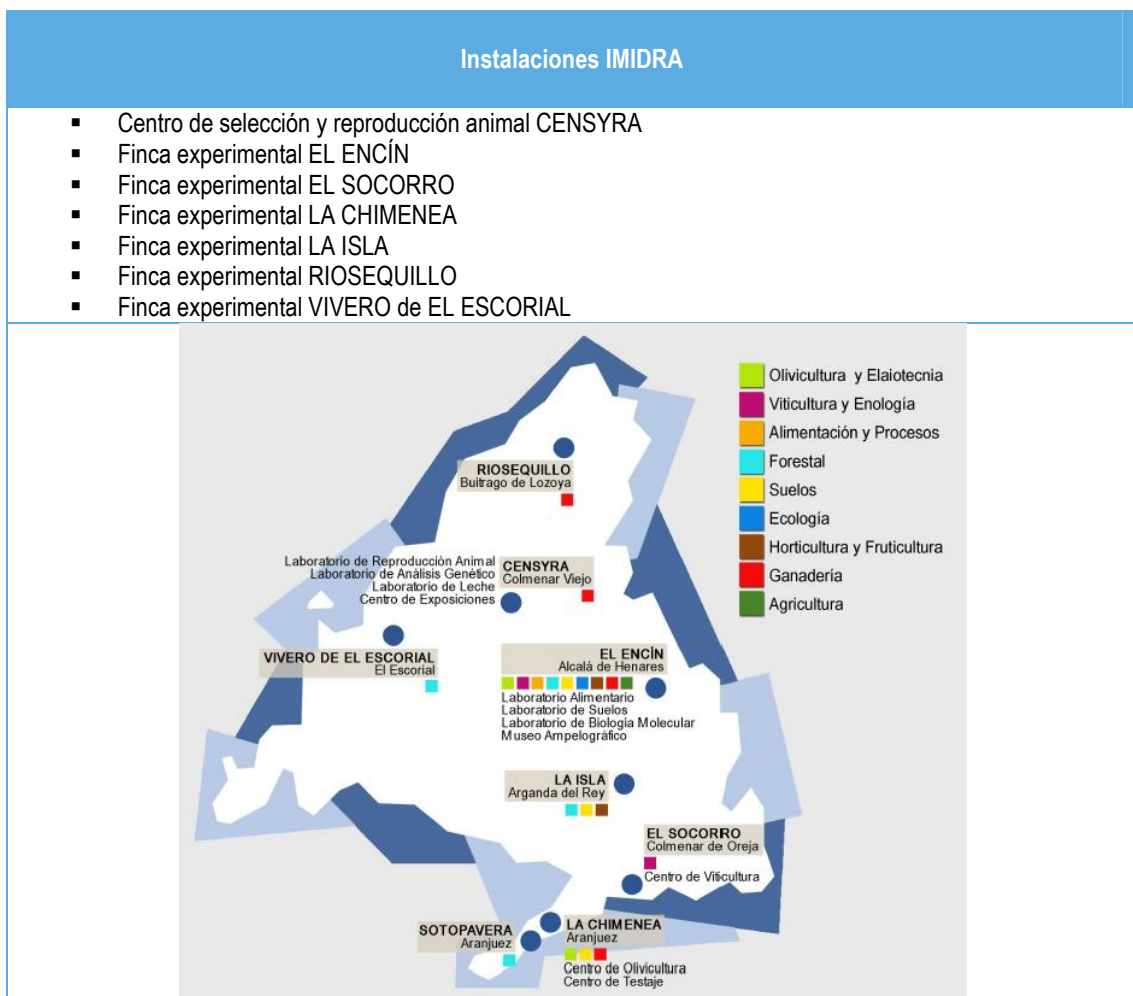 Instalaciones IMIDRA
▪ Centro de selección y reproducción animal CENSYRA
▪ Finca experimental EL ENCÍN
▪ Finca experimental EL SOCORRO
▪ Finca experimental LA CHIMENEA
▪ Finca experimental LA ISLA
▪ Finca experimental RIOSEQUILLO
▪ Finca experimental VIVERO de EL ESCORIAL
Olivicultura y Elaiotecnia
Viticultura y Enología
Alimentación y Procesos
Forestal
Suelos
Ecología
Horticultura y Fruticultura
Ganadería
Agricultura
RIOSEQUILLO
Buitrago de Lozoya
Laboratorio de Reproducción Animal
Laboratorio de Análisis Genético
Laboratorio de Leche
Centro de Exposiciones
CENSYRA
Colmenar Viejo
VIVERO DE EL ESCORIAL
El Escorial
EL ENCÍN
Alcalá de Henares
Laboratorio Alimentario
Laboratorio de Suelos
Laboratorio de Biología Molecular
Museo Ampelográfico
LA ISLA
Arganda del Rey
EL SOCORRO
Colmenar de Oreja
Centro de Viticultura
SOTOPAVERA
Aranjuez
LA CHIMENEA
Aranjuez
Centro de Olivicultura
Centro de Testaje